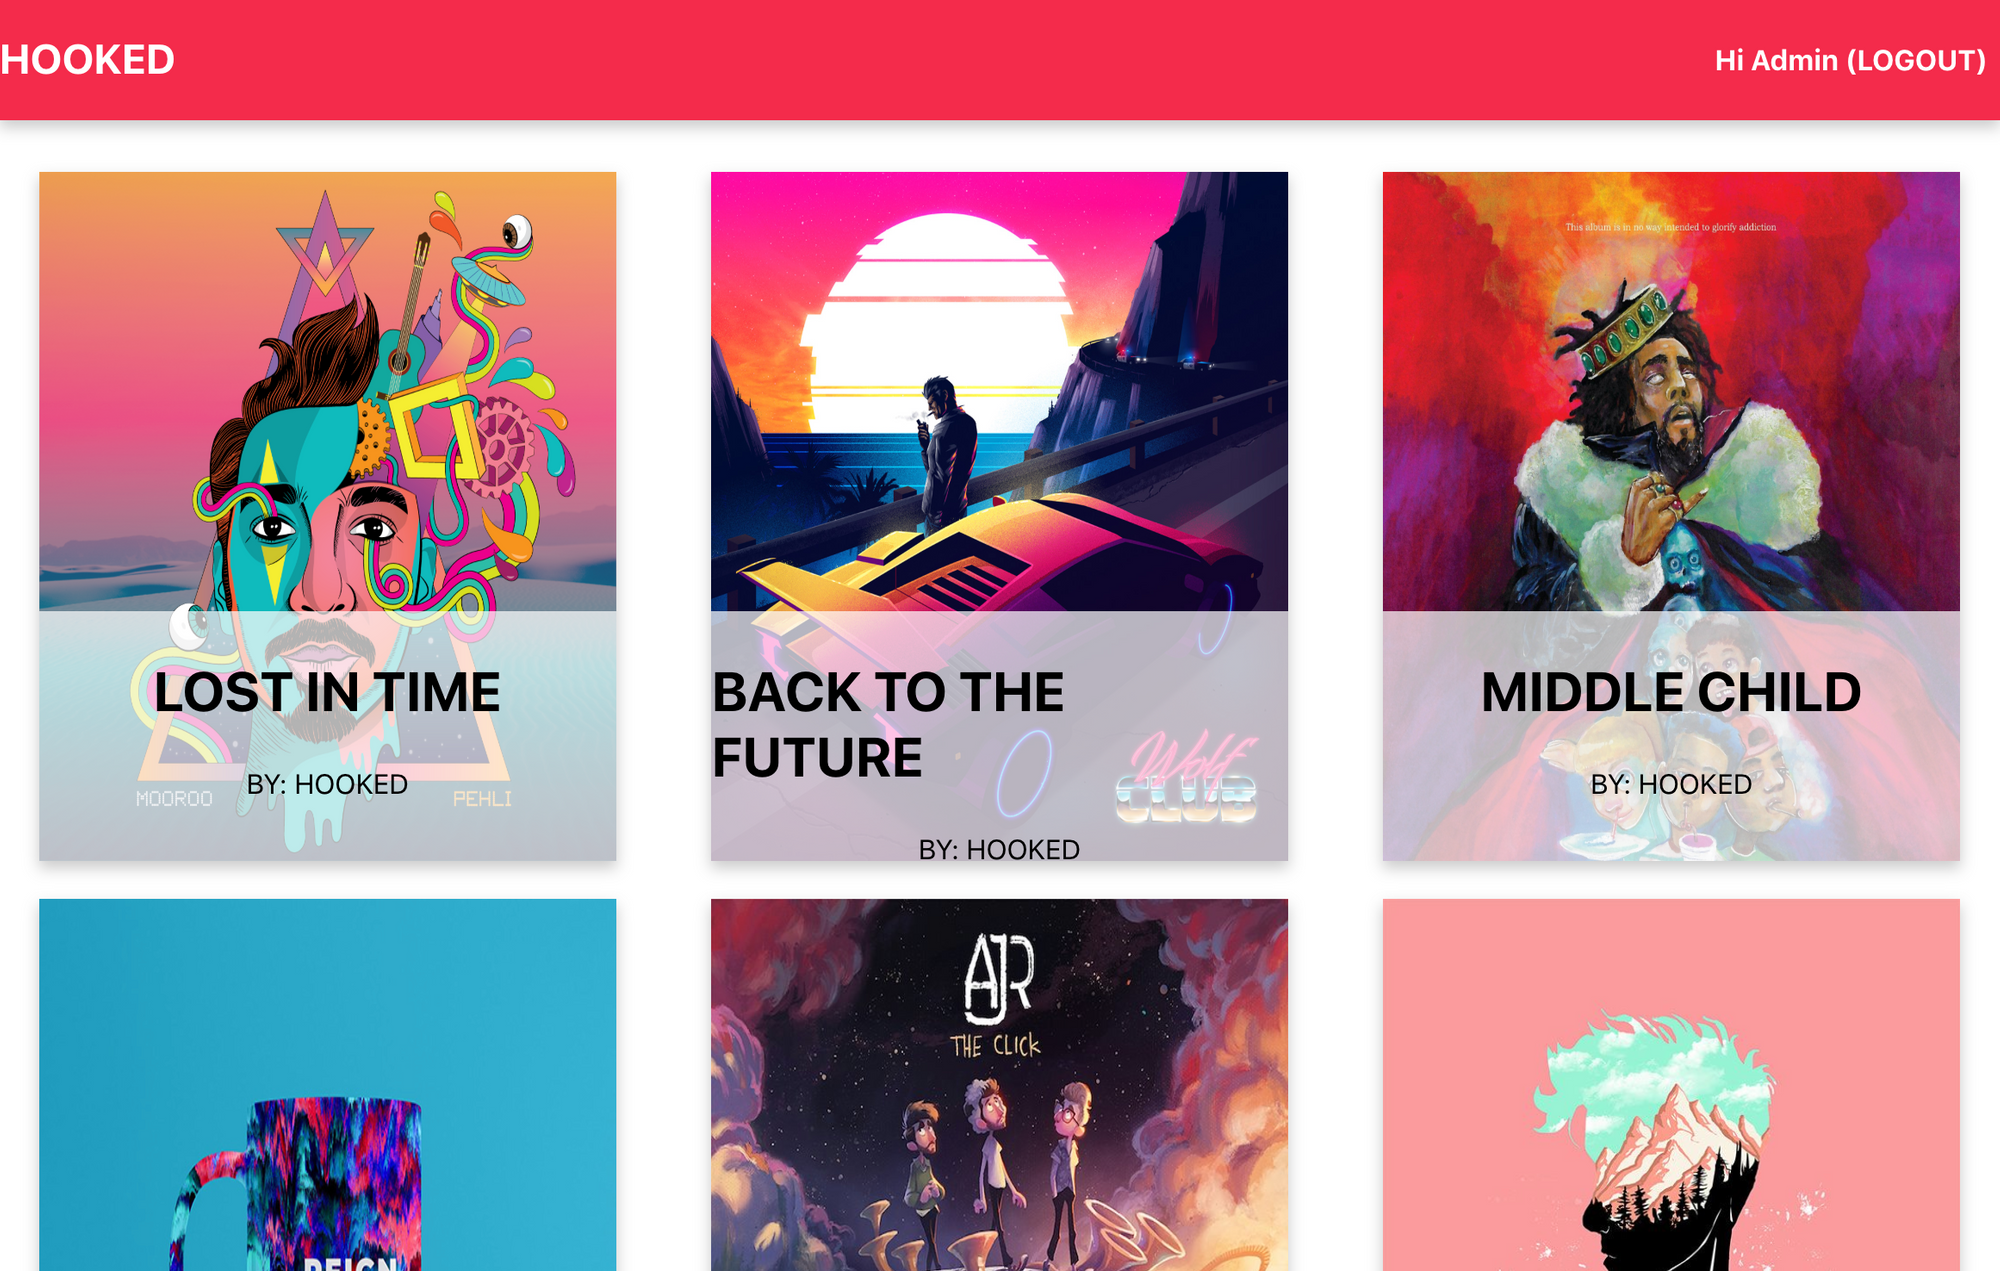 HOOKED
Hi Admin (LOGOUT)
This album is in no way intended to glorify addiction
LOST IN TIME
BY: HOOKED
MOOROO
PEHLI
BACK TO THE
FUTURE
Wolf
CLUB
BY: HOOKED
MIDDLE CHILD
BY: HOOKED
REIGN
AJR
THE CLICK